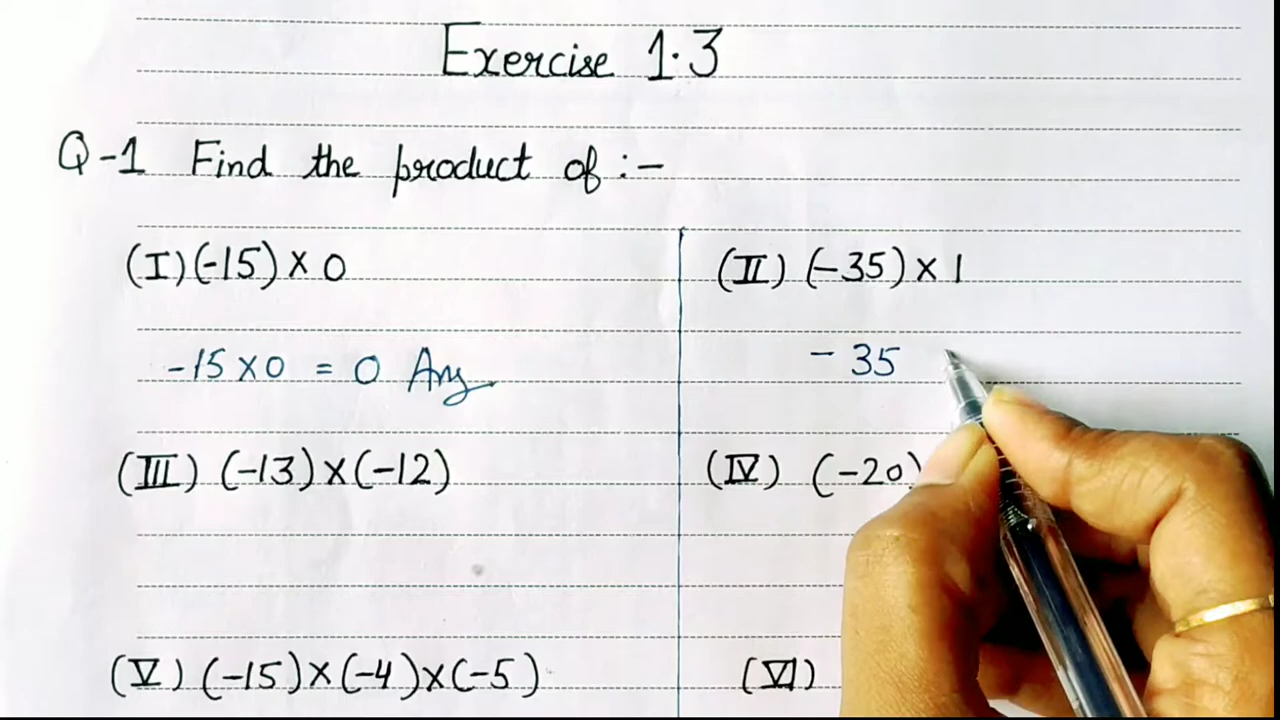 Exercise 1.3
Q-1 Find the product of :-
(I) (-15) × 0
(II) (-35) × 1
-15 × 0 = 0 Ans
- 35
(III) (-13) × (-12)
(IV) (-20)
(V) (-15) × (-4) × (-5)
(VI)